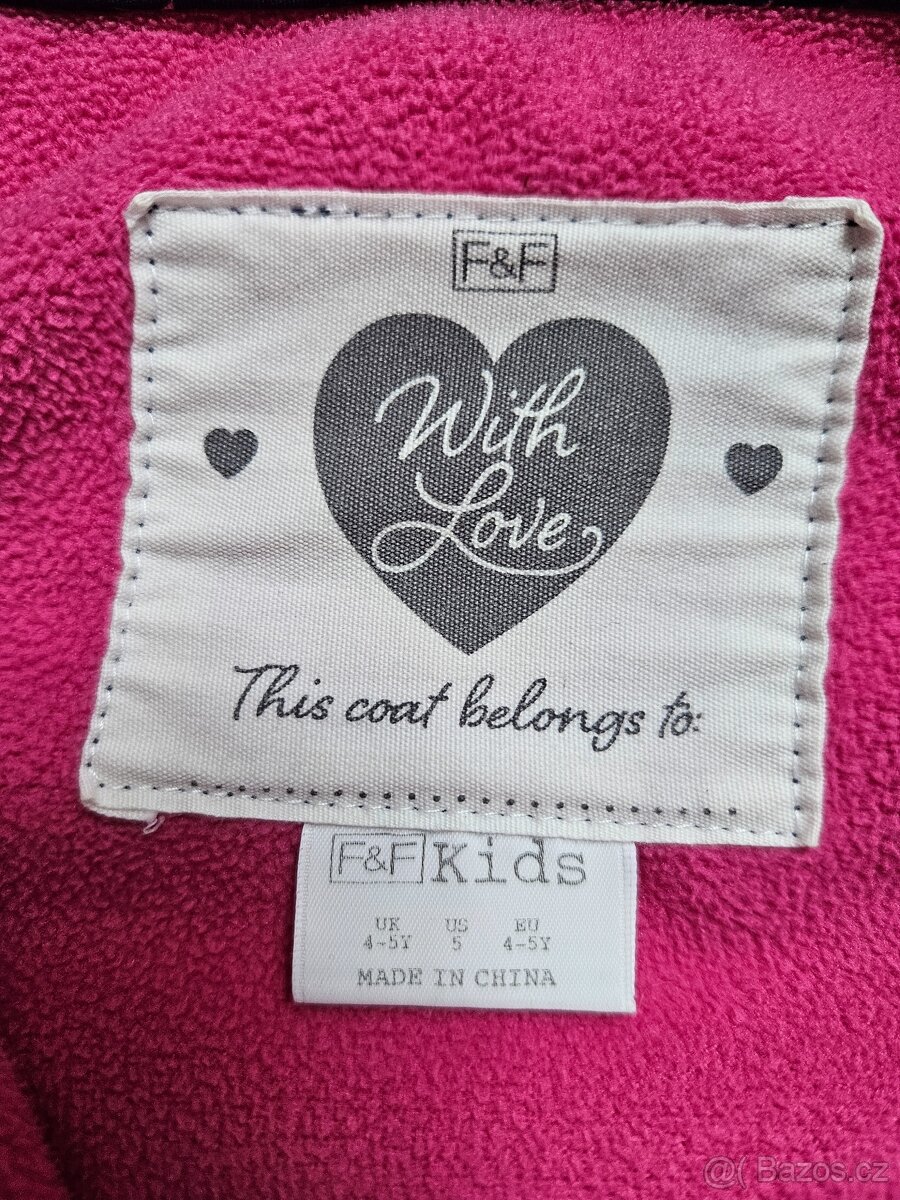 F&F
With
Love
This coat belongs to:
F&F Kids
UK US EU
4-5Y 5 4-5Y
MADE IN CHINA
@( Bazos.cz